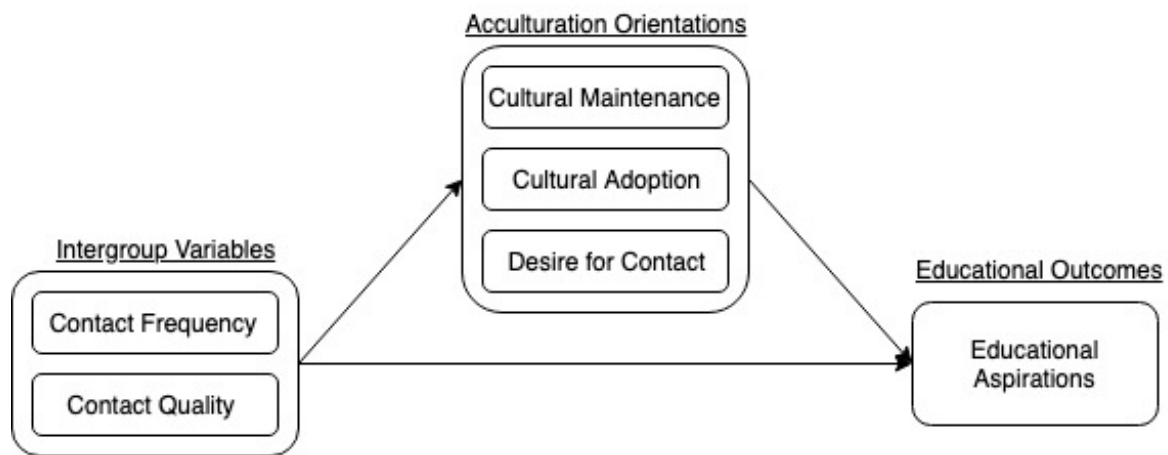 Acculturation Orientations
Cultural Maintenance
Cultural Adoption
Desire for Contact
Intergroup Variables
Contact Frequency
Contact Quality
Educational Outcomes
Educational
Aspirations